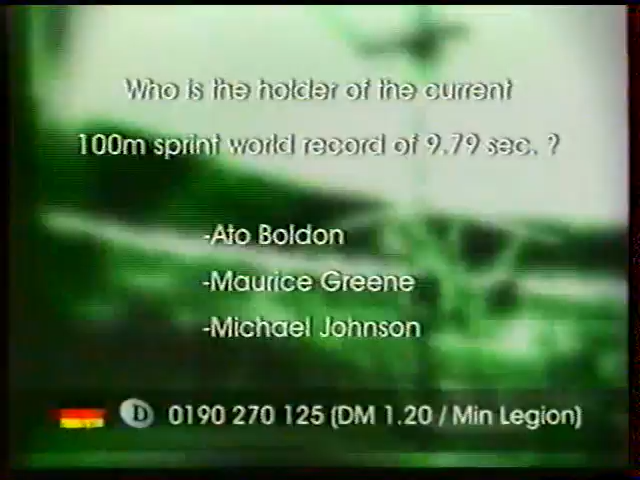 Who is the holder of the current
100m sprint world record of 9.79 sec. ?
-Ato Boldon
-Maurice Greene
-Michael Johnson
D 0190 270 125 (DM 1.20 / Min Legion)